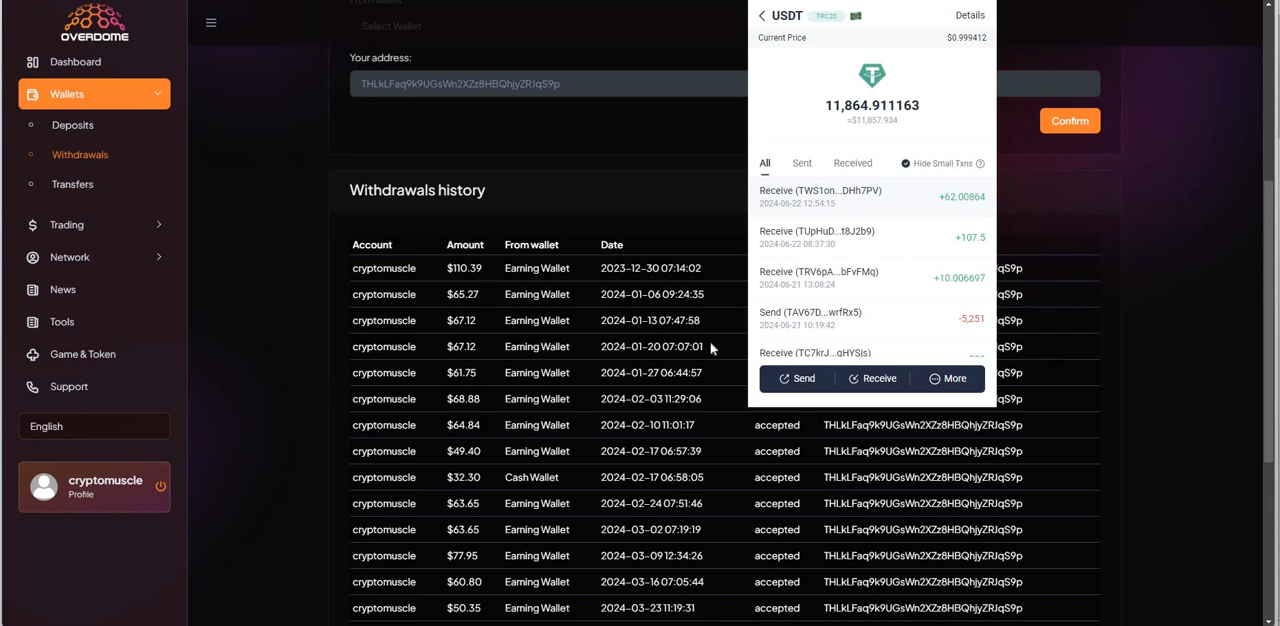 OVERDOME
Dashboard
Wallets
Deposits
Withdrawals
Transfers
Trading
Network
News
Tools
Game & Token
Support
English
cryptomuscle
Profile
Select Wallet
Your address:
THLkLFaq9k9UGsWn2XZz8HBQhjyZRJqS9p
Confirm
Withdrawals history
Account Amount From wallet Date
cryptomuscle $110.39 Earning Wallet 2023-12-30 07:14:02 qS9p
cryptomuscle $65.27 Earning Wallet 2024-01-06 09:24:35 qS9p
cryptomuscle $67.12 Earning Wallet 2024-01-13 07:47:58 qS9p
cryptomuscle $67.12 Earning Wallet 2024-01-20 07:07:01 qS9p
cryptomuscle $61.75 Earning Wallet 2024-01-27 06:44:57 qS9p
cryptomuscle $68.88 Earning Wallet 2024-02-03 11:29:06 qS9p
cryptomuscle $64.84 Earning Wallet 2024-02-10 11:01:17 accepted THLkLFaq9k9UGsWn2XZz8HBQhjyZRJqS9p
cryptomuscle $49.40 Earning Wallet 2024-02-17 06:57:39 accepted THLkLFaq9k9UGsWn2XZz8HBQhjyZRJqS9p
cryptomuscle $32.30 Cash Wallet 2024-02-17 06:58:05 accepted THLkLFaq9k9UGsWn2XZz8HBQhjyZRJqS9p
cryptomuscle $63.65 Earning Wallet 2024-02-24 07:51:46 accepted THLkLFaq9k9UGsWn2XZz8HBQhjyZRJqS9p
cryptomuscle $63.65 Earning Wallet 2024-03-02 07:19:19 accepted THLkLFaq9k9UGsWn2XZz8HBQhjyZRJqS9p
cryptomuscle $77.95 Earning Wallet 2024-03-09 12:34:26 accepted THLkLFaq9k9UGsWn2XZz8HBQhjyZRJqS9p
cryptomuscle $60.80 Earning Wallet 2024-03-16 07:05:44 accepted THLkLFaq9k9UGsWn2XZz8HBQhjyZRJqS9p
cryptomuscle $50.35 Earning Wallet 2024-03-23 11:19:31 accepted THLkLFaq9k9UGsWn2XZz8HBQhjyZRJqS9p
USDT TRC20 Details
Current Price $0.999412
11,864.911163
≈$11,857.934
All Sent Received Hide Small Txns
Receive (TWS1on...DHh7PV) +62.00864
2024-06-22 12:54:15
Receive (TUpHuD...t8J2b9) +107.5
2024-06-22 08:37:30
Receive (TRV6pA...bFvFMq) +10.006697
2024-06-21 13:08:24
Send (TAV67D...wrfRx5) -5,251
2024-06-21 10:19:42
Receive (TC7krJ...qHYSjs)
Send Receive More